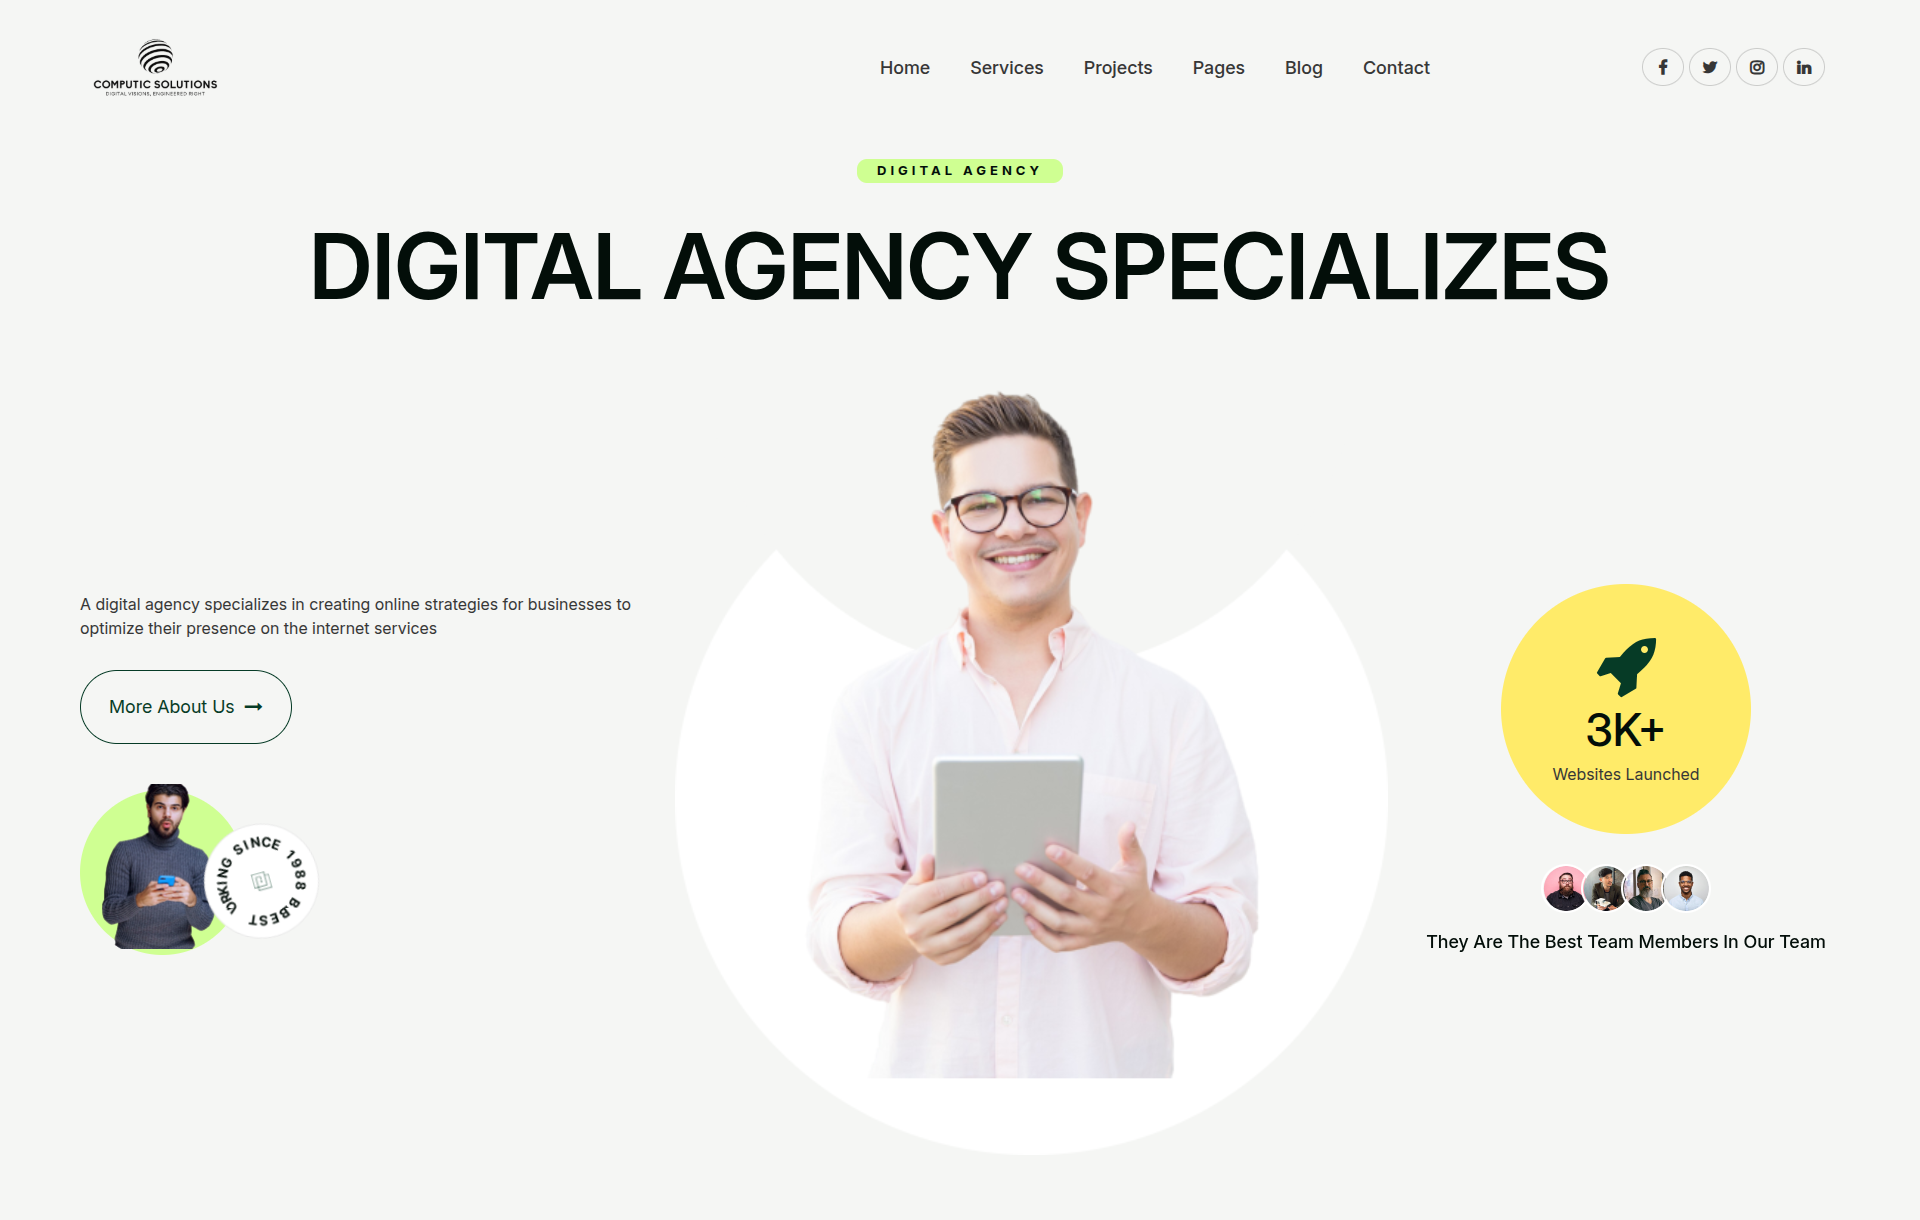 COMPUTIC SOLUTIONS
DIGITAL VISIONS, ENGINEERED RIGHT
Home Services Projects Pages Blog Contact
DIGITAL AGENCY
DIGITAL AGENCY SPECIALIZES
A digital agency specializes in creating online strategies for businesses to
optimize their presence on the internet services
More About Us
ORKING SINCE 1988 B.EST
3K+
Websites Launched
They Are The Best Team Members In Our Team